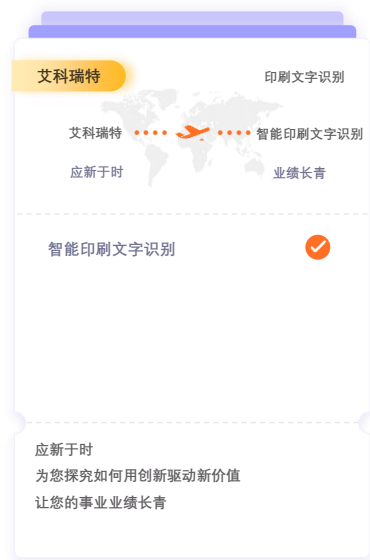 艾科瑞特
印刷文字识别
艾科瑞特 智能印刷文字识别
应新于时 业绩长青
智能印刷文字识别
应新于时
为您探究如何用创新驱动新价值
让您的事业业绩长青